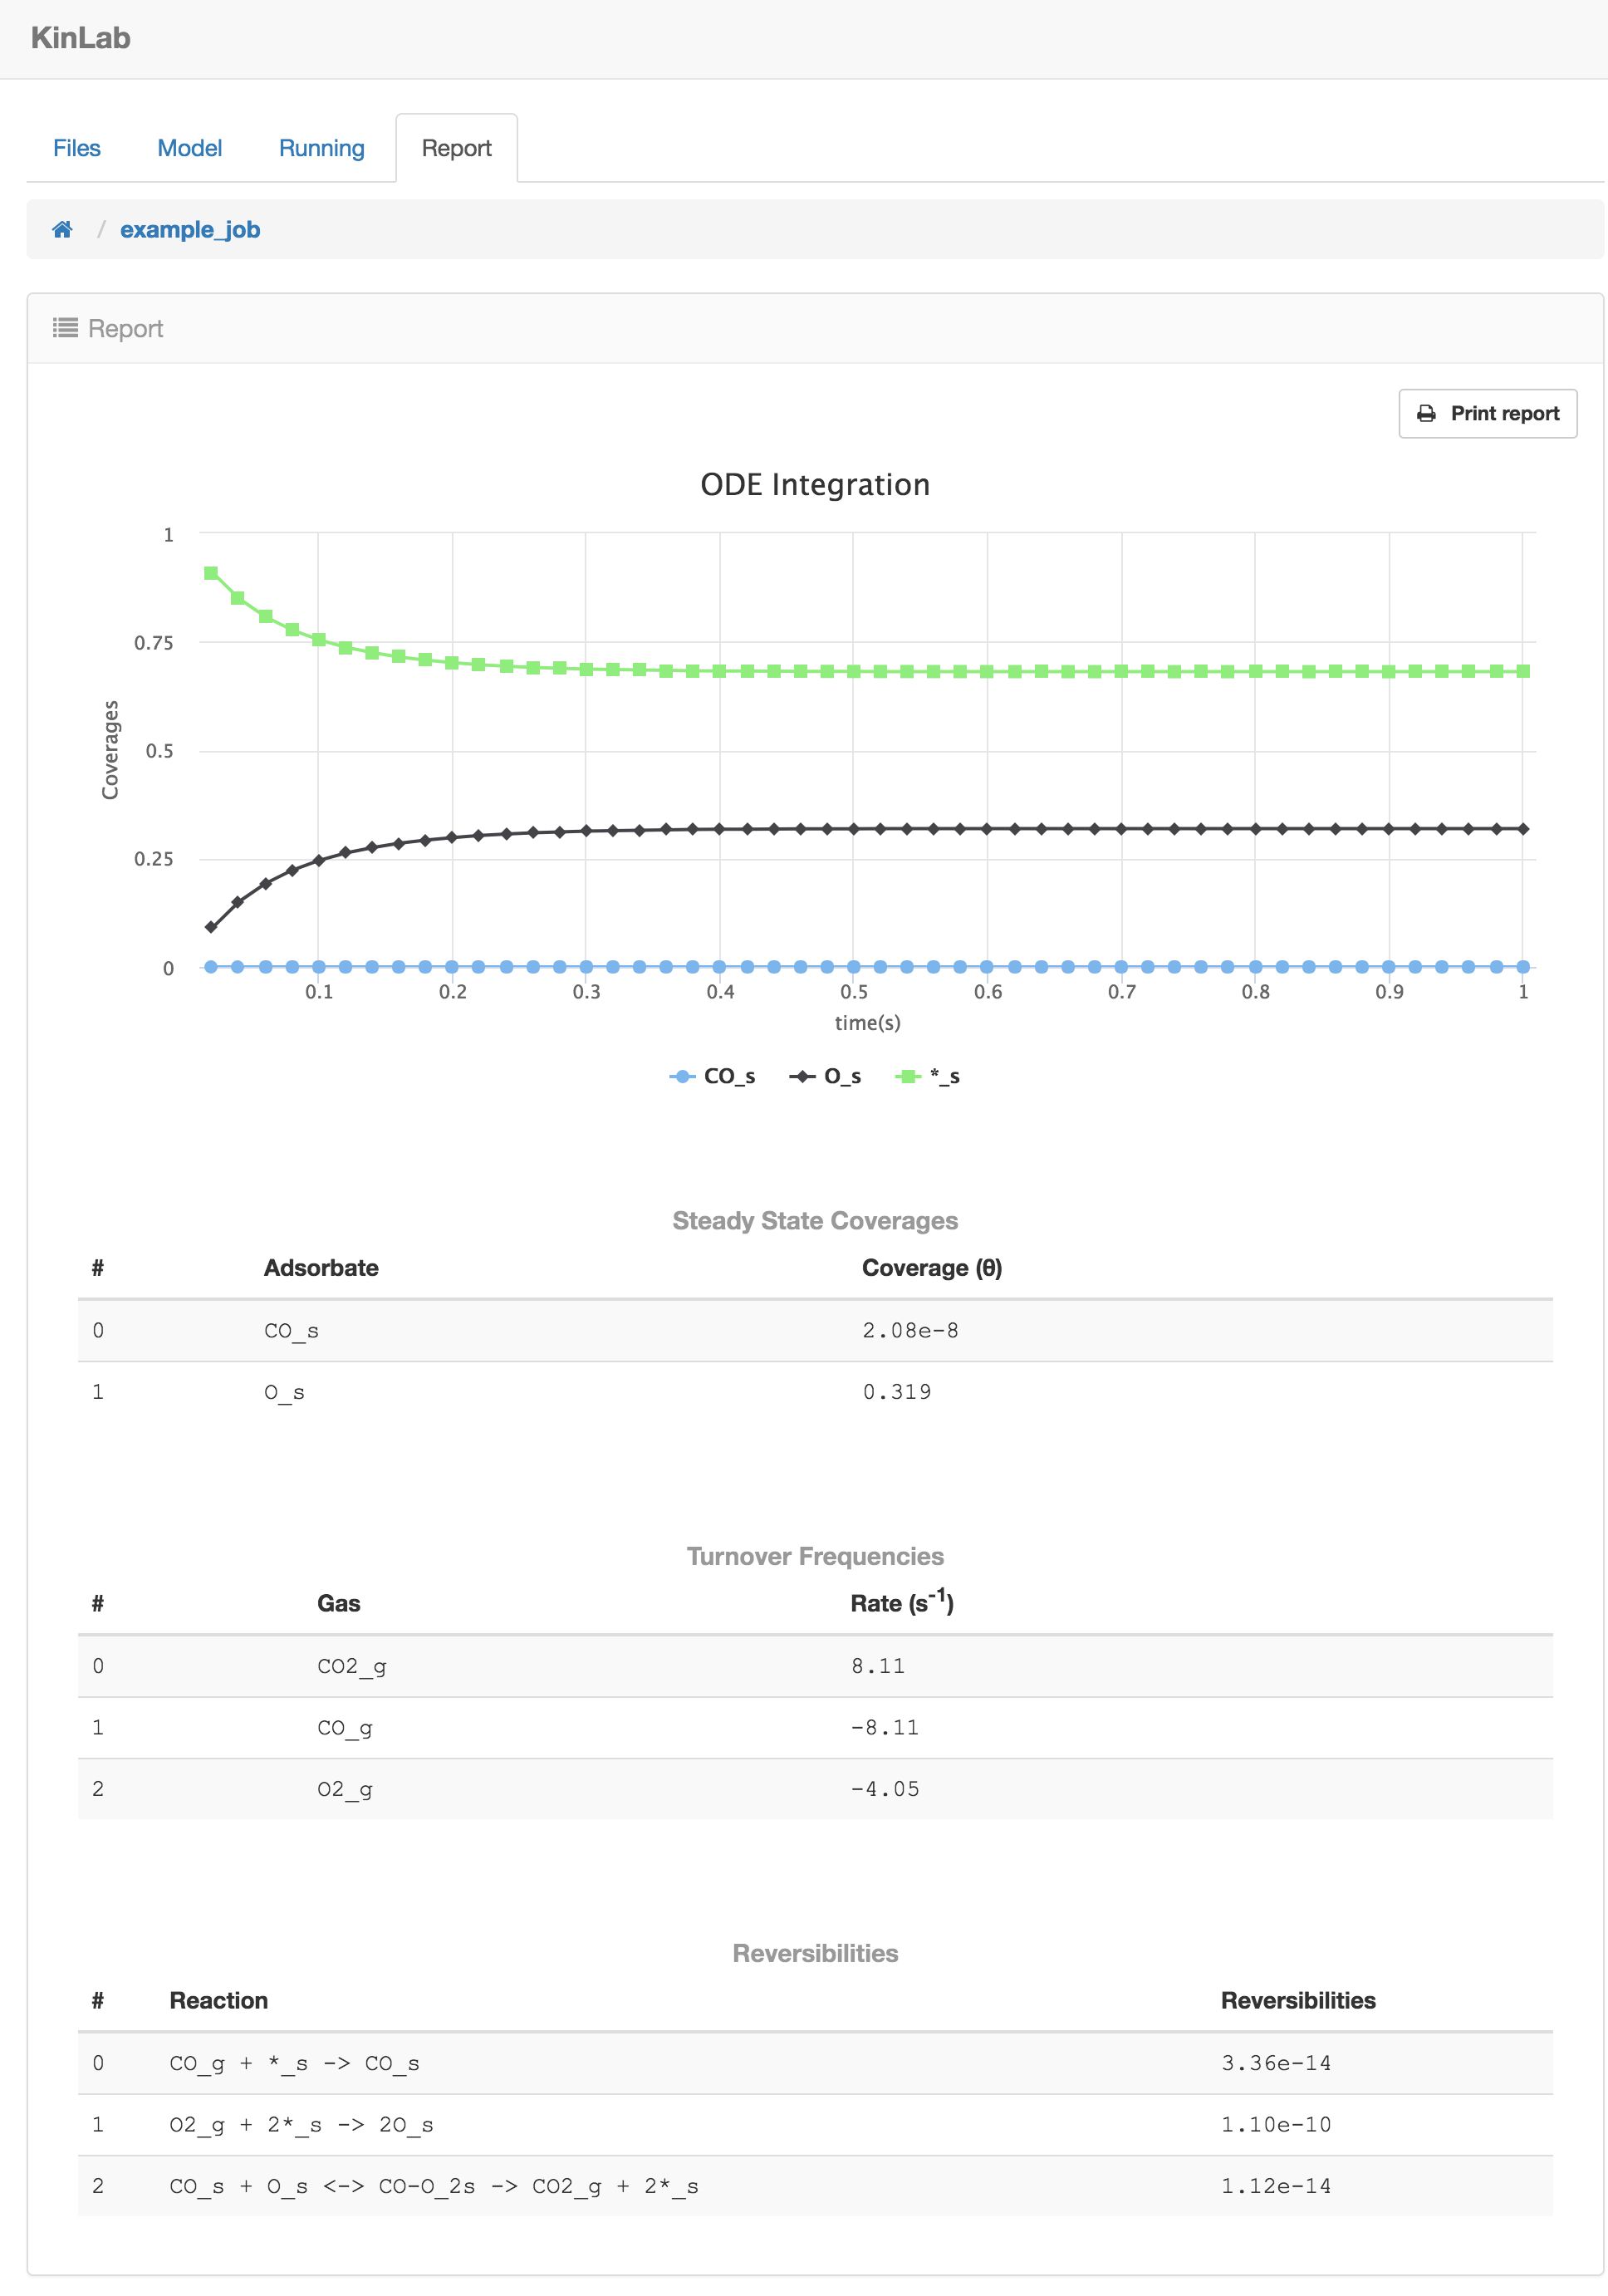 KinLab
Files Model Running Report
/ example_job
Report
Print report
ODE Integration
1
0.75
0.5
0.25
0
Coverages
0.1 0.2 0.3 0.4 0.5 0.6 0.7 0.8 0.9 1
time(s)
CO_s O_s *_s
Steady State Coverages
# Adsorbate Coverage (θ)
0 CO_s 2.08e-8
1 O_s 0.319
Turnover Frequencies
# Gas Rate (s⁻¹)
0 CO2_g 8.11
1 CO_g -8.11
2 O2_g -4.05
Reversibilities
# Reaction Reversibilities
0 CO_g + *_s -> CO_s 3.36e-14
1 O2_g + 2*_s -> 2O_s 1.10e-10
2 CO_s + O_s <-> CO-O_2s -> CO2_g + 2*_s 1.12e-14